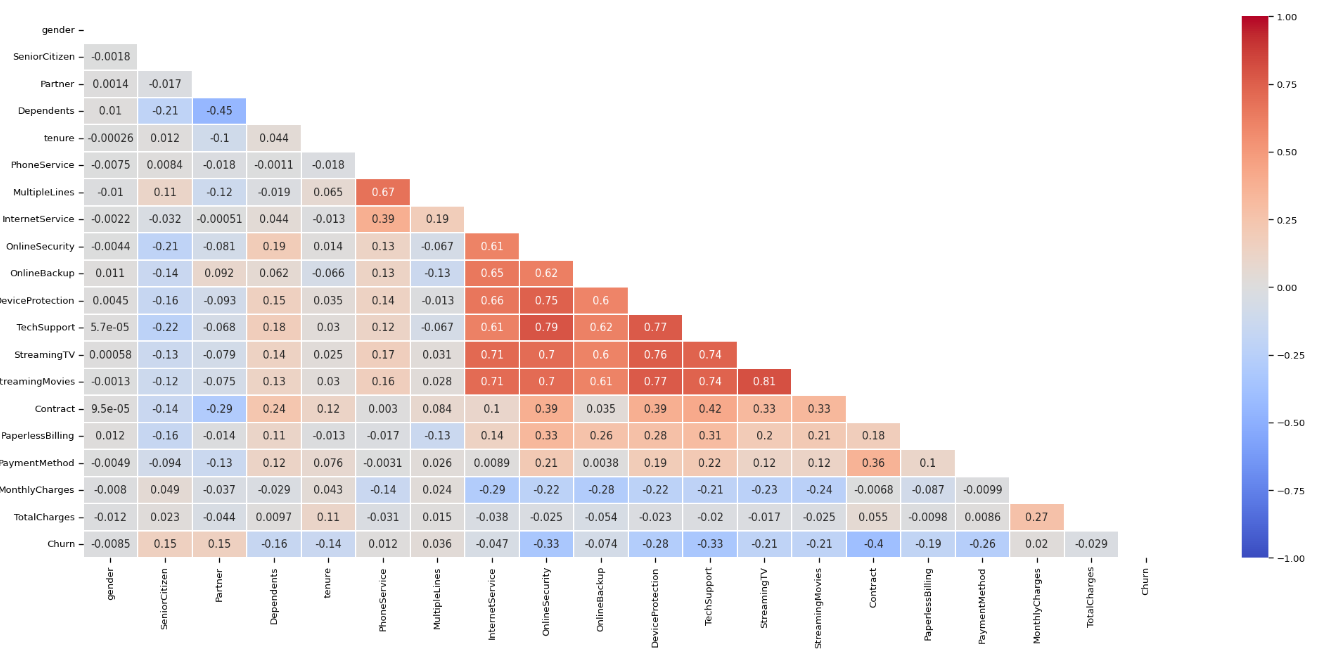 gender
SeniorCitizen -0.0018
Partner 0.0014 -0.017
Dependents 0.01 -0.21 -0.45
tenure -0.00026 0.012 -0.1 0.044
PhoneService -0.0075 0.0084 -0.018 -0.0011 -0.018
MultipleLines -0.01 0.11 -0.12 -0.019 0.065 0.67
InternetService -0.0022 -0.032 -0.00051 0.044 -0.013 0.39 0.19
OnlineSecurity -0.0044 -0.21 -0.081 0.19 0.014 0.13 -0.067 0.61
OnlineBackup 0.011 -0.14 0.092 0.062 -0.066 0.13 -0.13 0.65 0.62
DeviceProtection 0.0045 -0.16 -0.093 0.15 0.035 0.14 -0.013 0.66 0.75 0.6
TechSupport 5.7e-05 -0.22 -0.068 0.18 0.03 0.12 -0.067 0.61 0.79 0.62 0.77
StreamingTV 0.00058 -0.13 -0.079 0.14 0.025 0.17 0.031 0.71 0.7 0.6 0.76 0.74
treamingMovies -0.0013 -0.12 -0.075 0.13 0.03 0.16 0.028 0.71 0.7 0.61 0.77 0.74 0.81
Contract 9.5e-05 -0.14 -0.29 0.24 0.12 0.003 0.084 0.1 0.39 0.035 0.39 0.42 0.33 0.33
PaperlessBilling 0.012 -0.16 -0.014 0.11 -0.013 -0.017 -0.13 0.14 0.33 0.26 0.28 0.31 0.2 0.21 0.18
PaymentMethod -0.0049 -0.094 -0.13 0.12 0.076 -0.0031 0.026 0.0089 0.21 0.0038 0.19 0.22 0.12 0.12 0.36 0.1
MonthlyCharges -0.008 0.049 -0.037 -0.029 0.043 -0.14 0.024 -0.29 -0.22 -0.28 -0.22 -0.21 -0.23 -0.24 -0.0068 -0.087 -0.0099
TotalCharges -0.012 0.023 -0.044 0.0097 0.11 -0.031 0.015 -0.038 -0.025 -0.054 -0.023 -0.02 -0.017 -0.025 0.055 -0.0098 0.0086 0.27
Churn -0.0085 0.15 0.15 -0.16 -0.14 0.012 0.036 -0.047 -0.33 -0.074 -0.28 -0.33 -0.21 -0.21 -0.4 -0.19 -0.26 0.02 -0.029
gender
SeniorCitizen
Partner
Dependents
tenure
PhoneService
MultipleLines
InternetService
OnlineSecurity
OnlineBackup
DeviceProtection
TechSupport
StreamingTV
StreamingMovies
Contract
PaperlessBilling
PaymentMethod
MonthlyCharges
TotalCharges
Churn
1.00
0.75
0.50
0.25
0.00
−0.25
−0.50
−0.75
−1.00